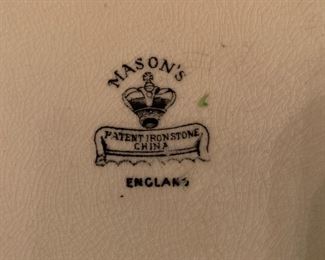 MASON'S
PATENT IRONSTONE
CHINA
ENGLAND